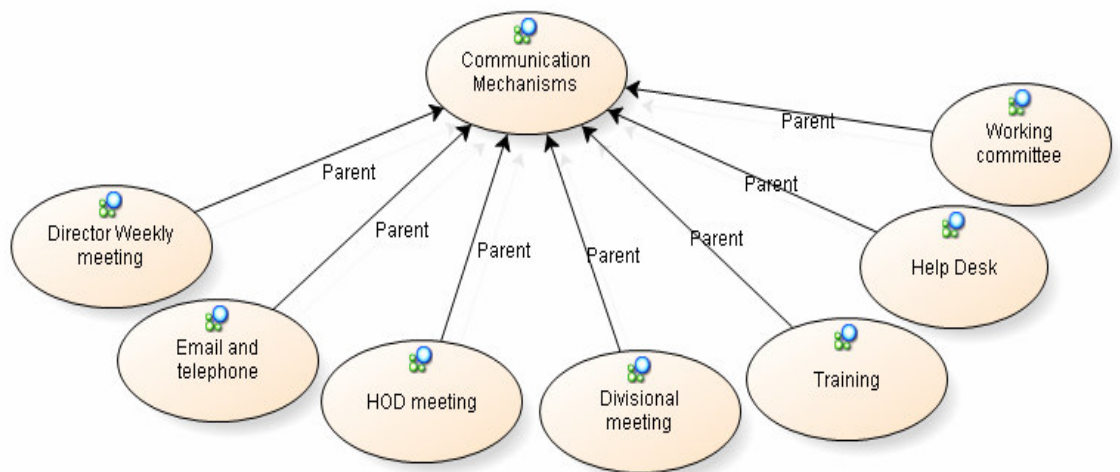 Communication
Mechanisms
Parent
Working
committee
Parent
Parent
Director Weekly
meeting
Parent
Parent
Parent
Parent
Help Desk
Email and
telephone
HOD meeting
Divisional
meeting
Training